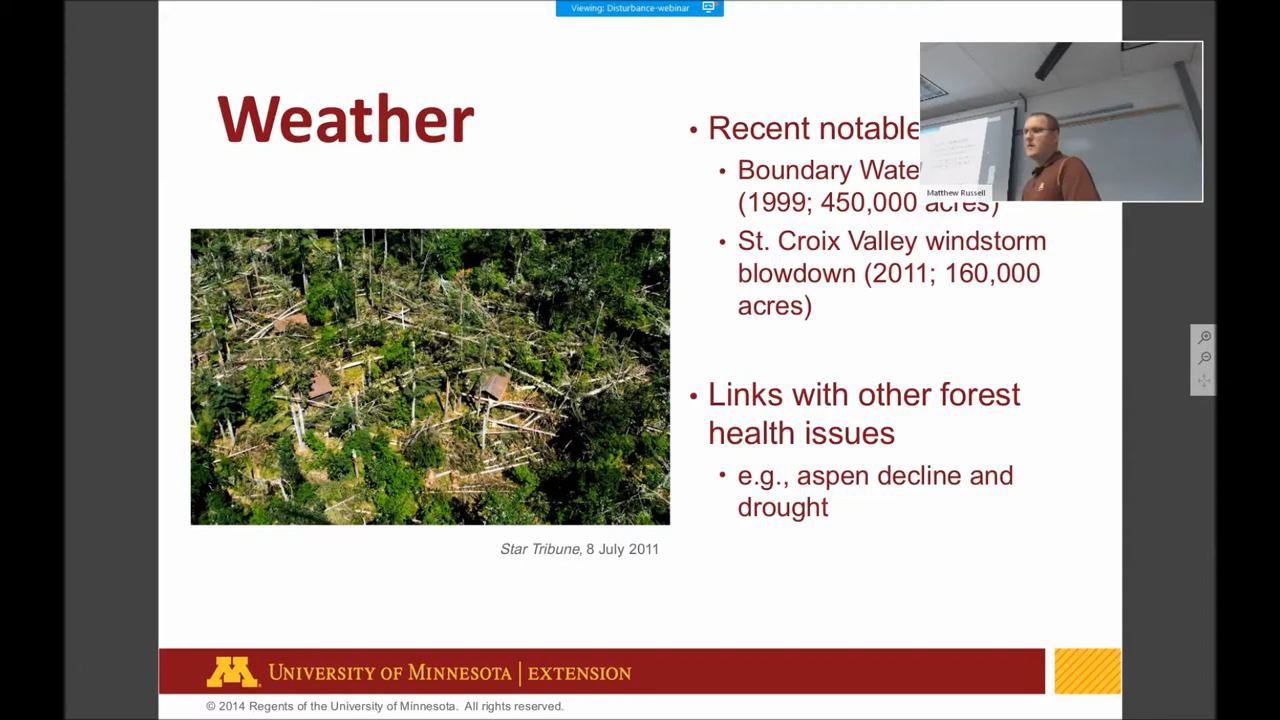 Viewing: Disturbance-webinar
Weather
• Recent notable
• Boundary Wate
(1999; 450,000 acres)
Matthew Russell
• St. Croix Valley windstorm
blowdown (2011; 160,000
acres)
• Links with other forest
health issues
• e.g., aspen decline and
drought
Star Tribune, 8 July 2011
M UNIVERSITY OF MINNESOTA | EXTENSION
© 2014 Regents of the University of Minnesota. All rights reserved.